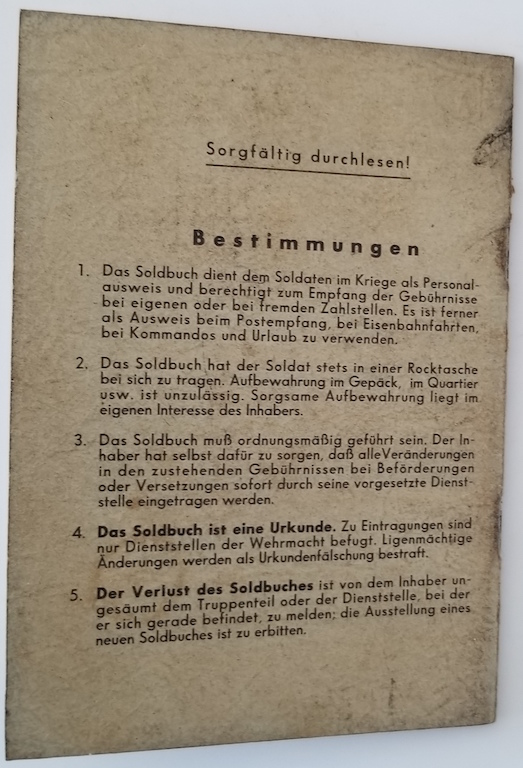 Sorgfältig durchlesen!
Bestimmungen
1. Das Soldbuch dient dem Soldaten im Kriege als Personal-
ausweis und berechtigt zum Empfang der Gebührnisse
bei eigenen oder bei fremden Zahlstellen. Es ist ferner
als Ausweis beim Postempfang, bei Eisenbahnfahrten,
bei Kommandos und Urlaub zu verwenden.
2. Das Soldbuch hat der Soldat stets in einer Rocktasche
bei sich zu tragen. Aufbewahrung im Gepäck, im Quartier
usw. ist unzulässig. Sorgsame Aufbewahrung liegt im
eigenen Interesse des Inhabers.
3. Das Soldbuch muß ordnungsmäßig geführt sein. Der In-
haber hat selbst dafür zu sorgen, daß alle Veränderungen
in den zustehenden Gebührnissen bei Beförderungen
oder Versetzungen sofort durch seine vorgesetzte Dienst-
stelle eingetragen werden.
4. Das Soldbuch ist eine Urkunde. Zu Eintragungen sind
nur Dienststellen der Wehrmacht befugt. Ligenmächtige
Änderungen werden als Urkundenfälschung bestraft.
5. Der Verlust des Soldbuches ist von dem Inhaber un-
gesäumt dem Truppenteil oder der Dienststelle, bei der
er sich gerade befindet, zu melden; die Ausstellung eines
neuen Soldbuches ist zu erbitten.